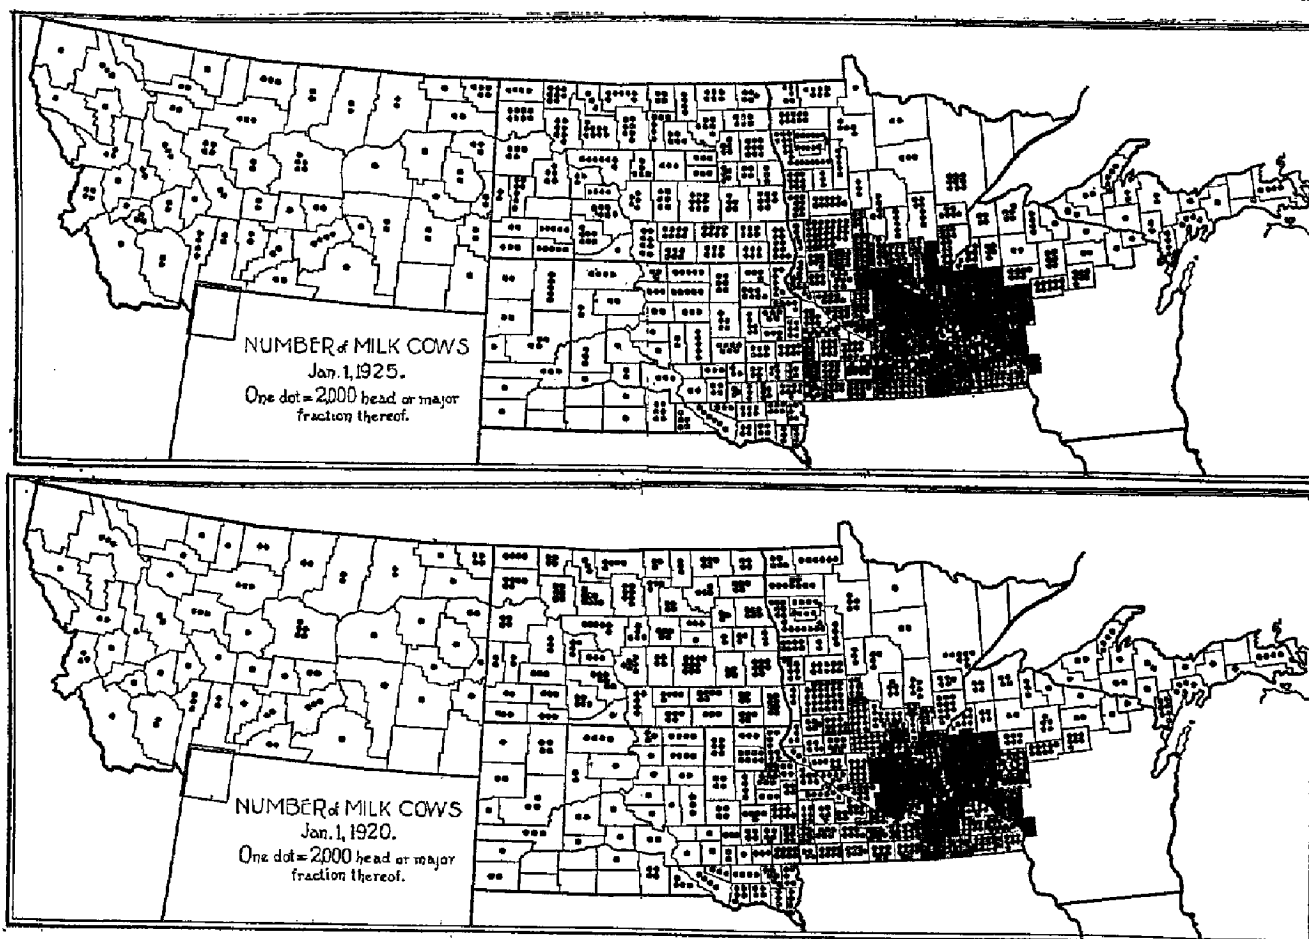 NUMBER of MILK COWS
Jan. 1, 1925.
One dot = 2,000 head or major
fraction thereof.
NUMBER of MILK COWS
Jan. 1, 1920.
One dot = 2,000 head or major
fraction thereof.